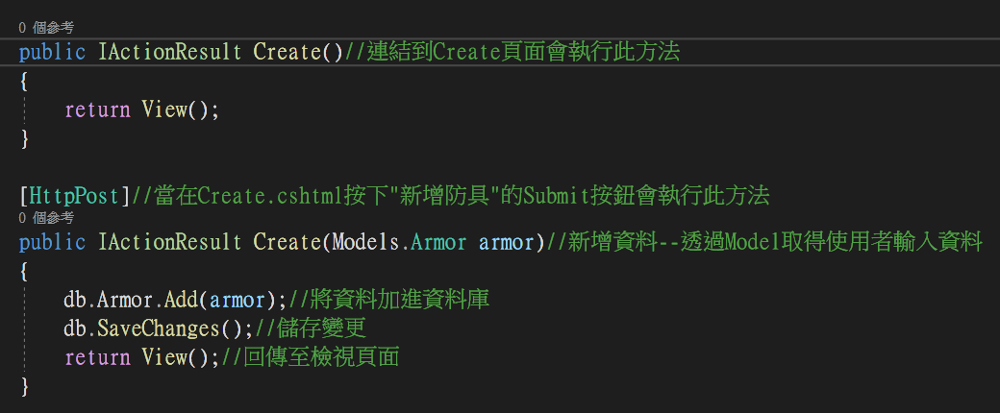 0 個參考
public IActionResult Create()//連結到Create頁面會執行此方法
{
return View();
}
[HttpPost]//當在Create.cshtml按下"新增防具"的Submit按鈕會執行此方法
0 個參考
public IActionResult Create(Models.Armor armor)//新增資料--透過Model取得使用者輸入資料
{
db.Armor.Add(armor);//將資料加進資料庫
db.SaveChanges();//儲存變更
return View();//回傳至檢視頁面
}